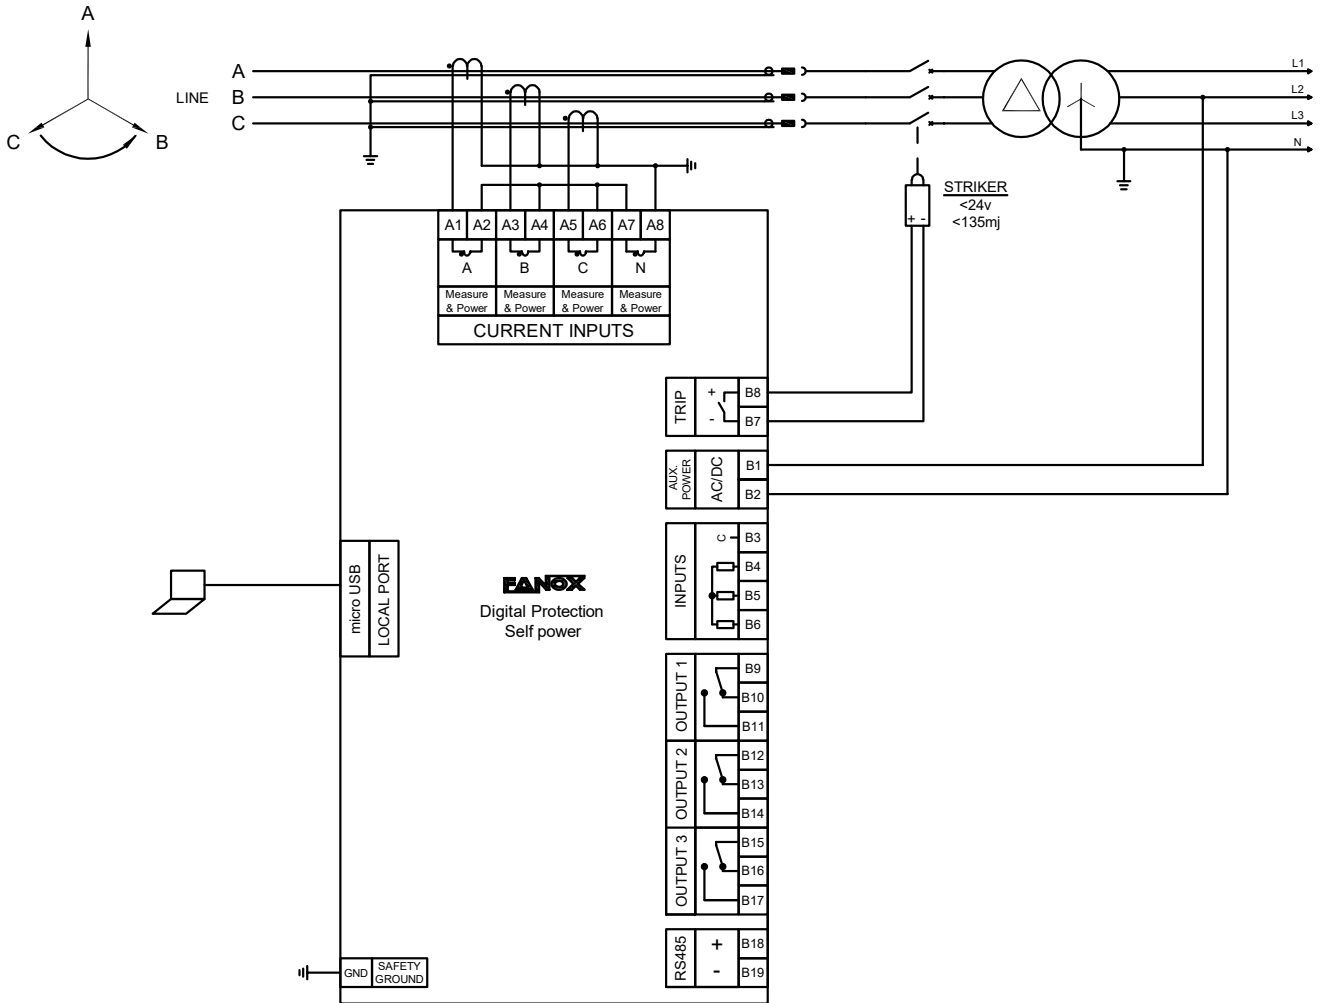 A
C
B
LINE
A
B
C
L1
L2
L3
N
STRIKER
<24v
<135mj
+ -
A1 A2 A3 A4 A5 A6 A7 A8
A B C N
Measure & Power
Measure & Power
Measure & Power
Measure & Power
CURRENT INPUTS
TRIP
+
-
B8
B7
AUX. POWER
AC/DC
B1
B2
INPUTS
C
B3
B4
B5
B6
OUTPUT 1
B9
B10
B11
OUTPUT 2
B12
B13
B14
OUTPUT 3
B15
B16
B17
RS485
+
-
B18
B19
micro USB
LOCAL PORT
FANOX
Digital Protection
Self power
GND
SAFETY
GROUND